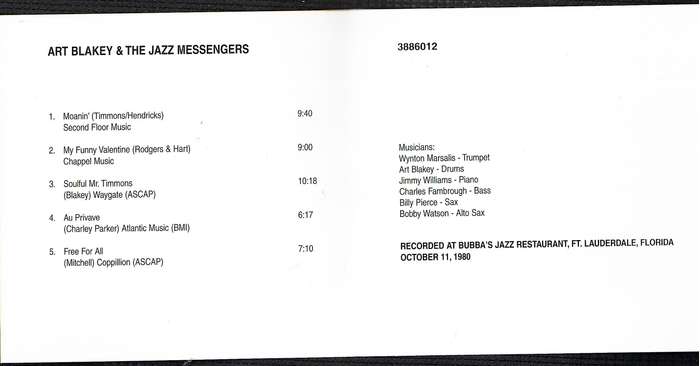 ART BLAKEY & THE JAZZ MESSENGERS
1. Moanin' (Timmons/Hendricks) 9:40
Second Floor Music
2. My Funny Valentine (Rodgers & Hart) 9:00
Chappel Music
3. Soulful Mr. Timmons 10:18
(Blakey) Waygate (ASCAP)
4. Au Privave 6:17
(Charley Parker) Atlantic Music (BMI)
5. Free For All 7:10
(Mitchell) Coppillion (ASCAP)
3886012
Musicians:
Wynton Marsalis - Trumpet
Art Blakey - Drums
Jimmy Williams - Piano
Charles Fambrough - Bass
Billy Pierce - Sax
Bobby Watson - Alto Sax
RECORDED AT BUBBA'S JAZZ RESTAURANT, FT. LAUDERDALE, FLORIDA
OCTOBER 11, 1980